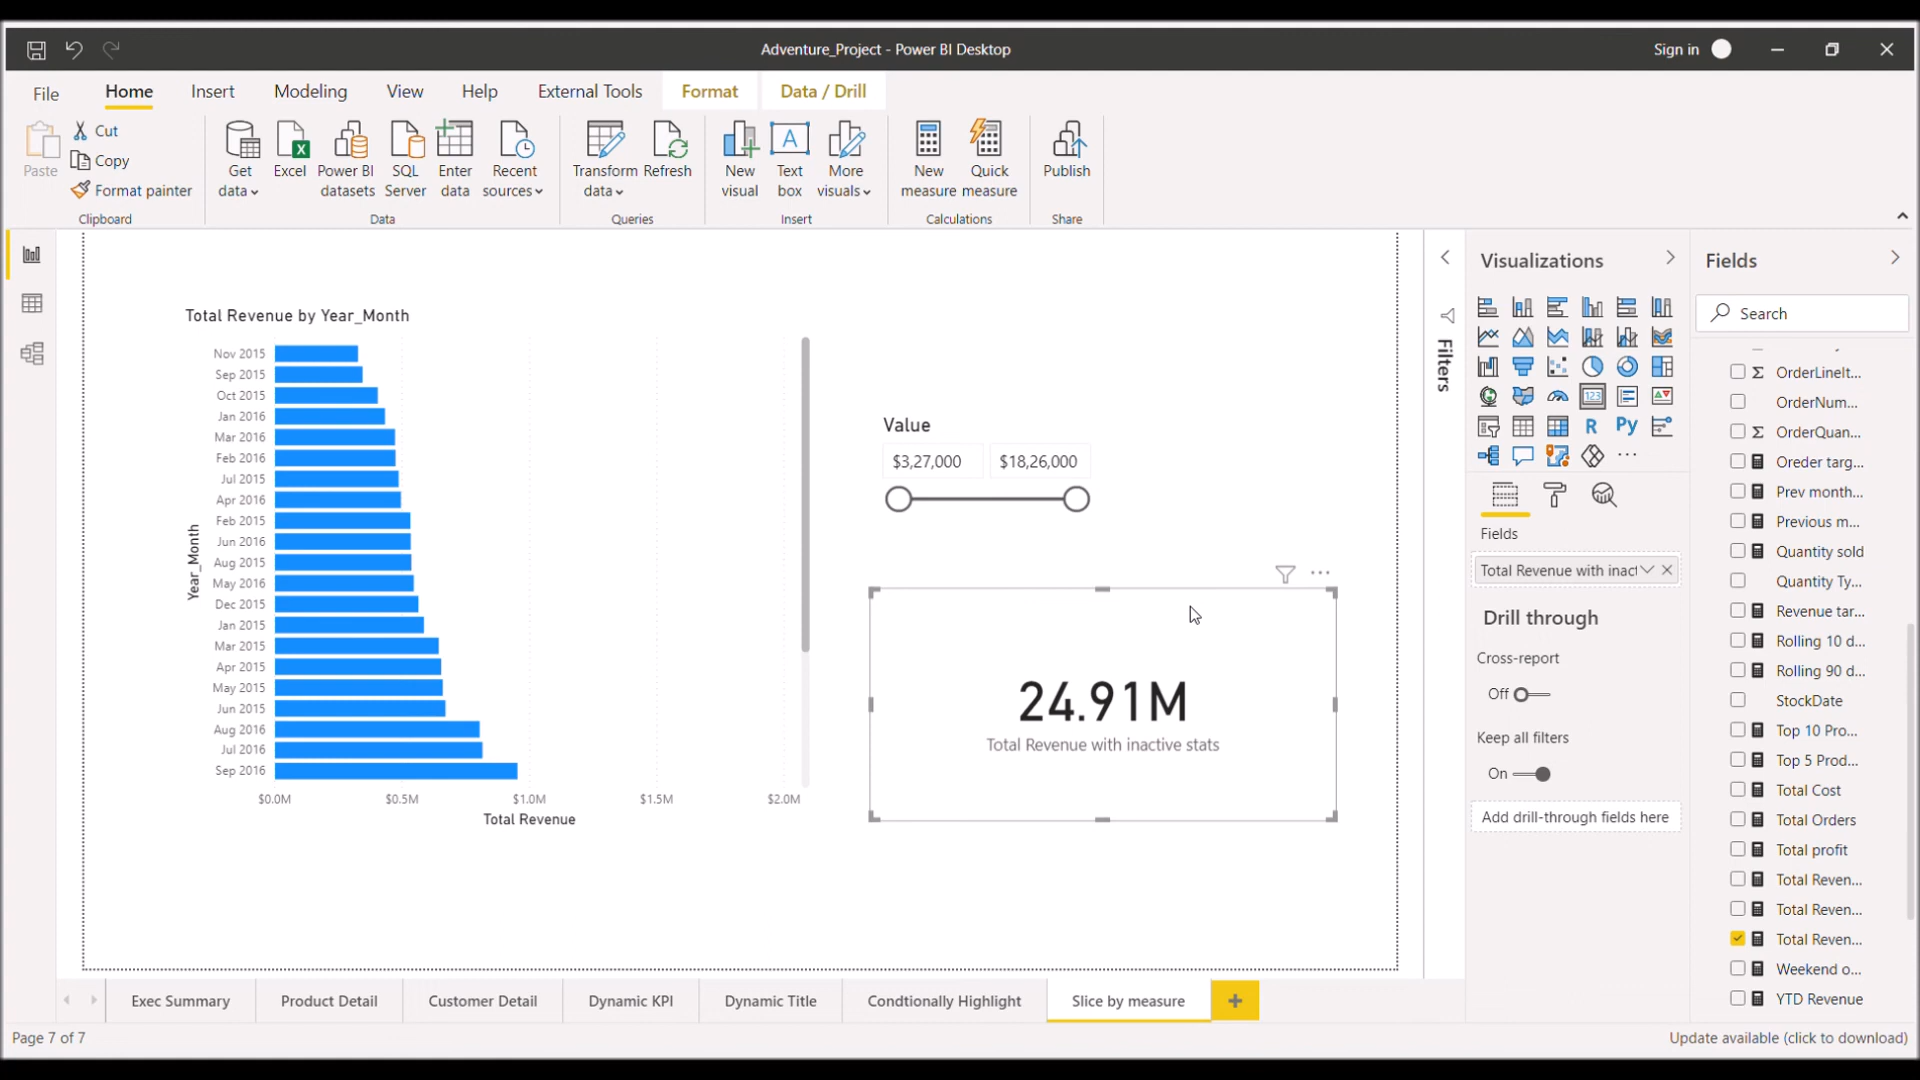 Adventure_Project - Power BI Desktop
Sign in
File Home Insert Modeling View Help External Tools Format Data / Drill
Paste
Cut
Copy
Format painter
Clipboard
Get data
Excel
Power BI datasets
SQL Server
Enter data
Recent sources
Data
Transform data
Refresh
Queries
New visual
Text box
More visuals
Insert
New measure
Quick measure
Calculations
Publish
Share
Total Revenue by Year_Month
Year_Month
Nov 2015
Sep 2015
Oct 2015
Jan 2016
Mar 2016
Feb 2016
Jul 2015
Apr 2016
Feb 2015
Jun 2016
Aug 2015
May 2016
Dec 2015
Jan 2015
Mar 2015
Apr 2015
May 2015
Jun 2015
Aug 2016
Jul 2016
Sep 2016
$0.0M $0.5M $1.0M $1.5M $2.0M
Total Revenue
Value
$3,27,000 $18,26,000
24.91M
Total Revenue with inactive stats
Filters
Visualizations
123
R Py
Fields
Total Revenue with inact
Drill through
Cross-report
Off
Keep all filters
On
Add drill-through fields here
Fields
Search
OrderLineIt...
OrderNum...
OrderQuan...
Oreder targ...
Prev month...
Previous m...
Quantity sold
Quantity Ty...
Revenue tar...
Rolling 10 d...
Rolling 90 d...
StockDate
Top 10 Pro...
Top 5 Prod...
Total Cost
Total Orders
Total profit
Total Reven...
Total Reven...
Total Reven...
Weekend o...
YTD Revenue
Exec Summary Product Detail Customer Detail Dynamic KPI Dynamic Title Condtionally Highlight Slice by measure
Page 7 of 7
Update available (click to download)